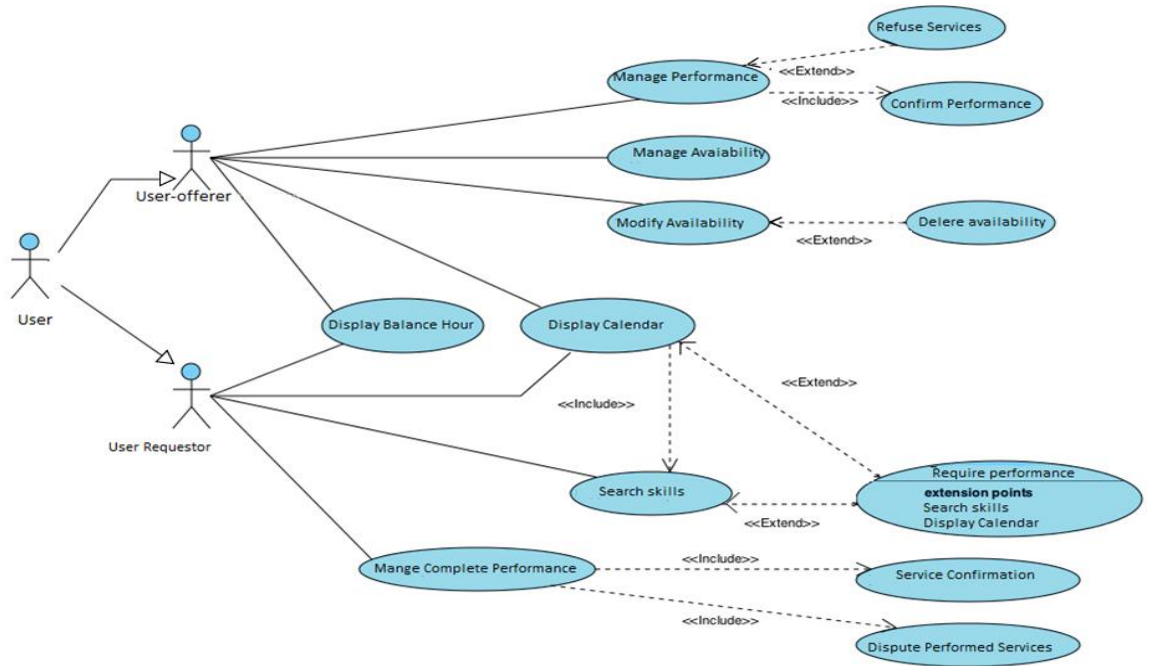 Refuse Services
<<Extend>>
Manage Performance
<<Include>>
Confirm Performance
Manage Avaiability
User-offerer
Modify Availability
Delere availability
<<Extend>>
User
Display Balance Hour
Display Calendar
<<Extend>>
<<Include>>
User Requestor
Require performance
extension points
Search skills
Search skills
Display Calendar
<<Extend>>
Mange Complete Performance
<<Include>>
Service Confirmation
<<Include>>
Dispute Performed Services